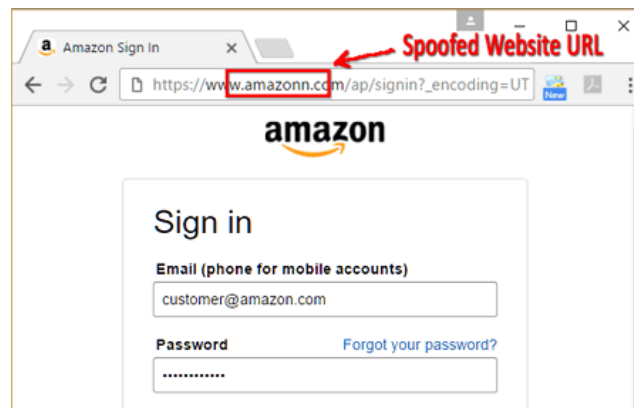 Amazon Sign In
Spoofed Website URL
https://www.amazonn.com/ap/signin?_encoding=UT
New
amazon
Sign in
Email (phone for mobile accounts)
customer@amazon.com
Password Forgot your password?
••••••••••••